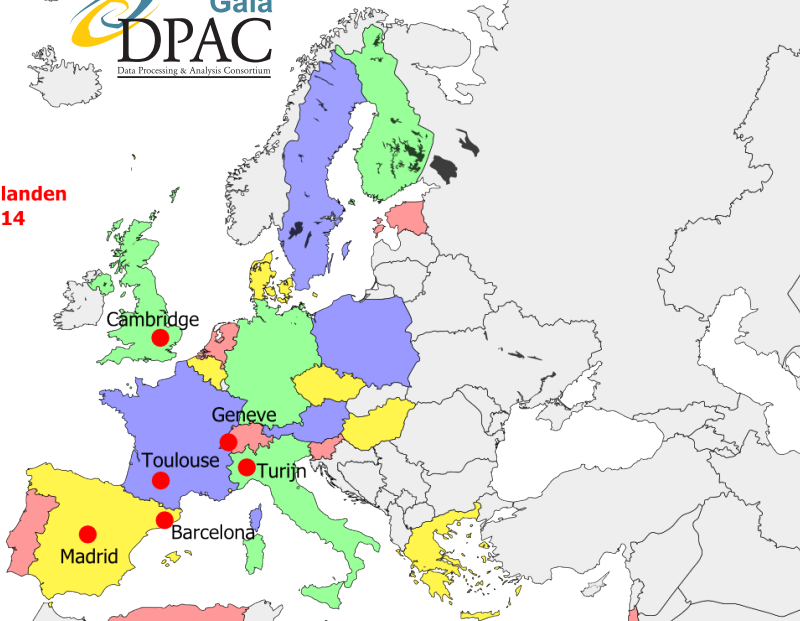 Gaia
DPAC
Data Processing & Analysis Consortium
landen
14
Cambridge
Geneve
Toulouse
Turijn
Barcelona
Madrid